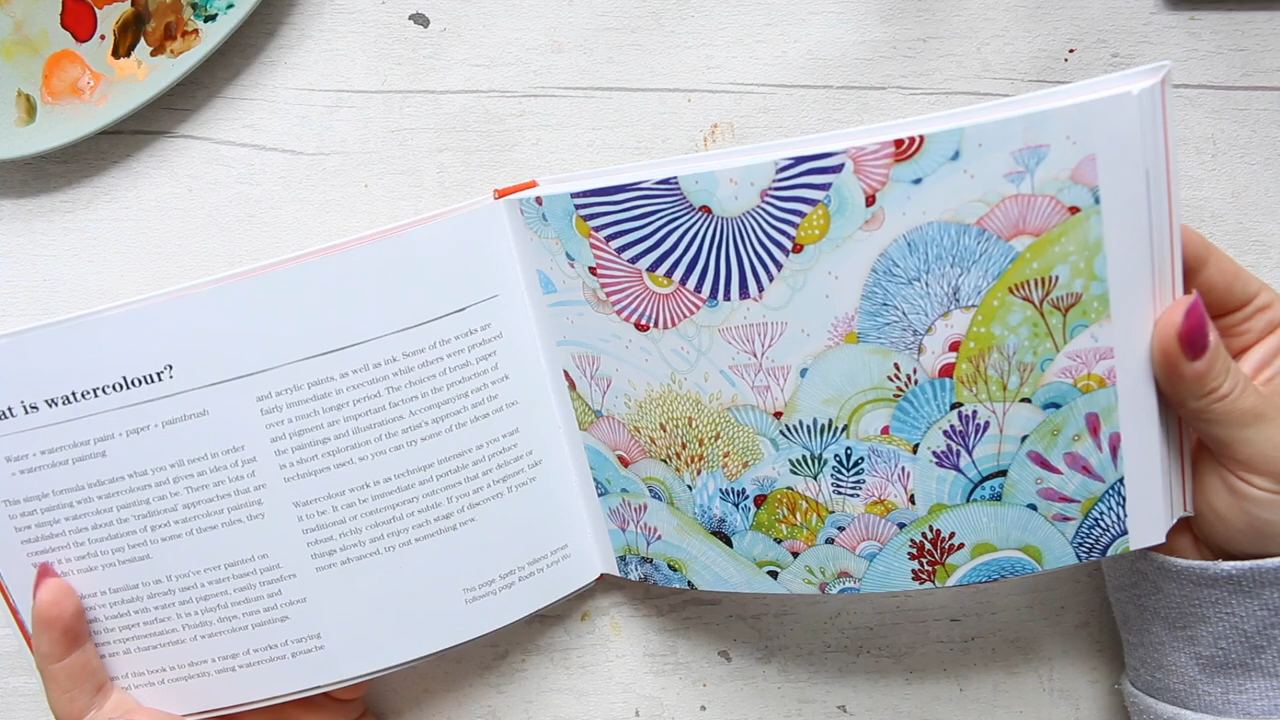 at is watercolour?
Water + watercolour paint + paper + paintbrush
= watercolour painting
This simple formula indicates what you will need in order
to start painting with watercolours and gives an idea of just
how simple watercolour painting can be. There are lots of
established rules about the 'traditional' approaches that are
considered the foundations of good watercolour painting.
it is useful to pay heed to some of these rules, they
dn't make you hesitant.
olour is familiar to us. If you've ever painted on
ou've probably already used a water-based paint.
ush, loaded with water and pigment, easily transfers
to the paper surface. It is a playful medium and
mes experimentation. Fluidity, drips, runs and colour
s are all characteristic of watercolour paintings.
m of this book is to show a range of works of varying
nd levels of complexity, using watercolour, gouache
and acrylic paints, as well as ink. Some of the works are
fairly immediate in execution while others were produced
over a much longer period. The choices of brush, paper
and pigment are important factors in the production of
the paintings and illustrations. Accompanying each work
is a short exploration of the artist's approach and the
techniques used, so you can try some of the ideas out too.
Watercolour work is as technique intensive as you want
it to be. It can be immediate and portable and produce
traditional or contemporary outcomes that are delicate or
robust, richly colourful or subtle. If you are a beginner, take
things slowly and enjoy each stage of discovery. If you're
more advanced, try out something new.
This page: Spritz by Yellena James
Following page: Roots by Junyi Wu